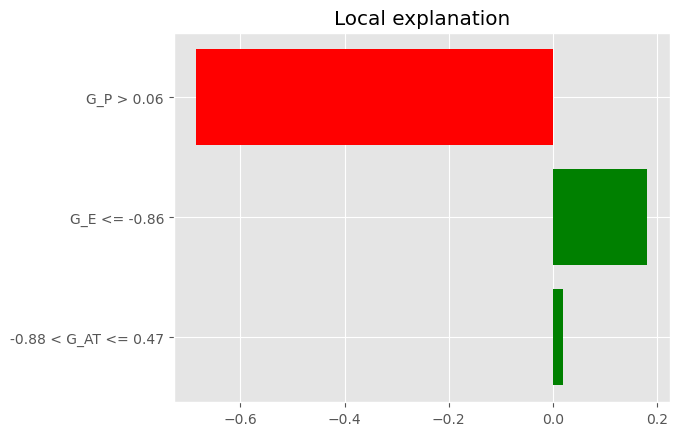 Local explanation
G_P > 0.06
G_E <= -0.86
-0.88 < G_AT <= 0.47
−0.6 −0.4 −0.2 0.0 0.2